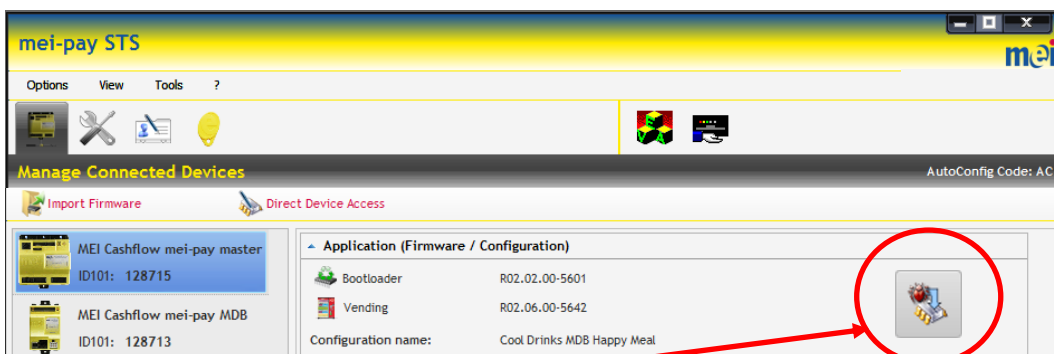 mei-pay STS
mei
Options View Tools ?
EVA
Manage Connected Devices AutoConfig Code: AC
Import Firmware Direct Device Access
MEI Cashflow mei-pay master
ID101: 128715
MEI Cashflow mei-pay MDB
ID101: 128713
Application (Firmware / Configuration)
Bootloader R02.02.00-5601
Vending R02.06.00-5642
Configuration name: Cool Drinks MDB Happy Meal